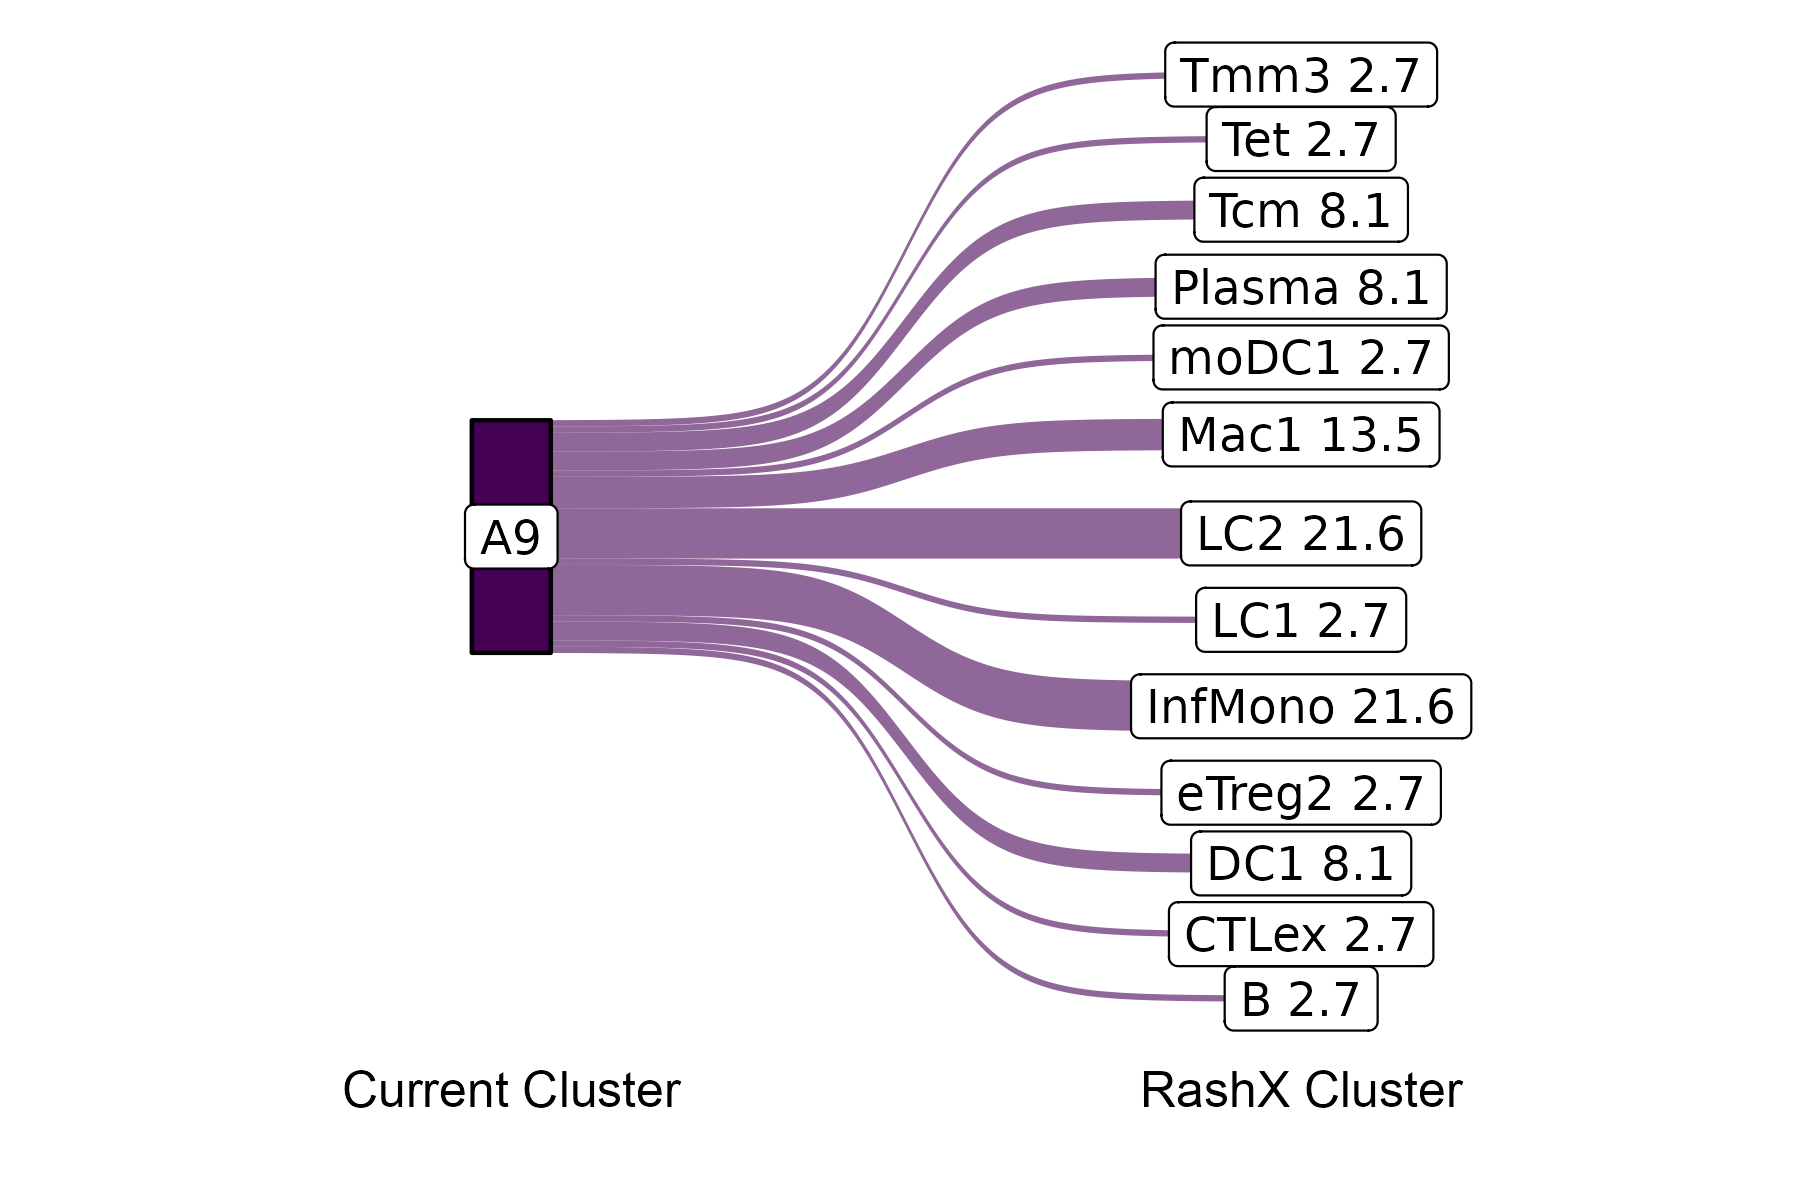 Tmm3 2.7
Tet 2.7
Tcm 8.1
Plasma 8.1
moDC1 2.7
Mac1 13.5
A9
LC2 21.6
LC1 2.7
InfMono 21.6
eTreg2 2.7
DC1 8.1
CTLex 2.7
B 2.7
Current Cluster
RashX Cluster